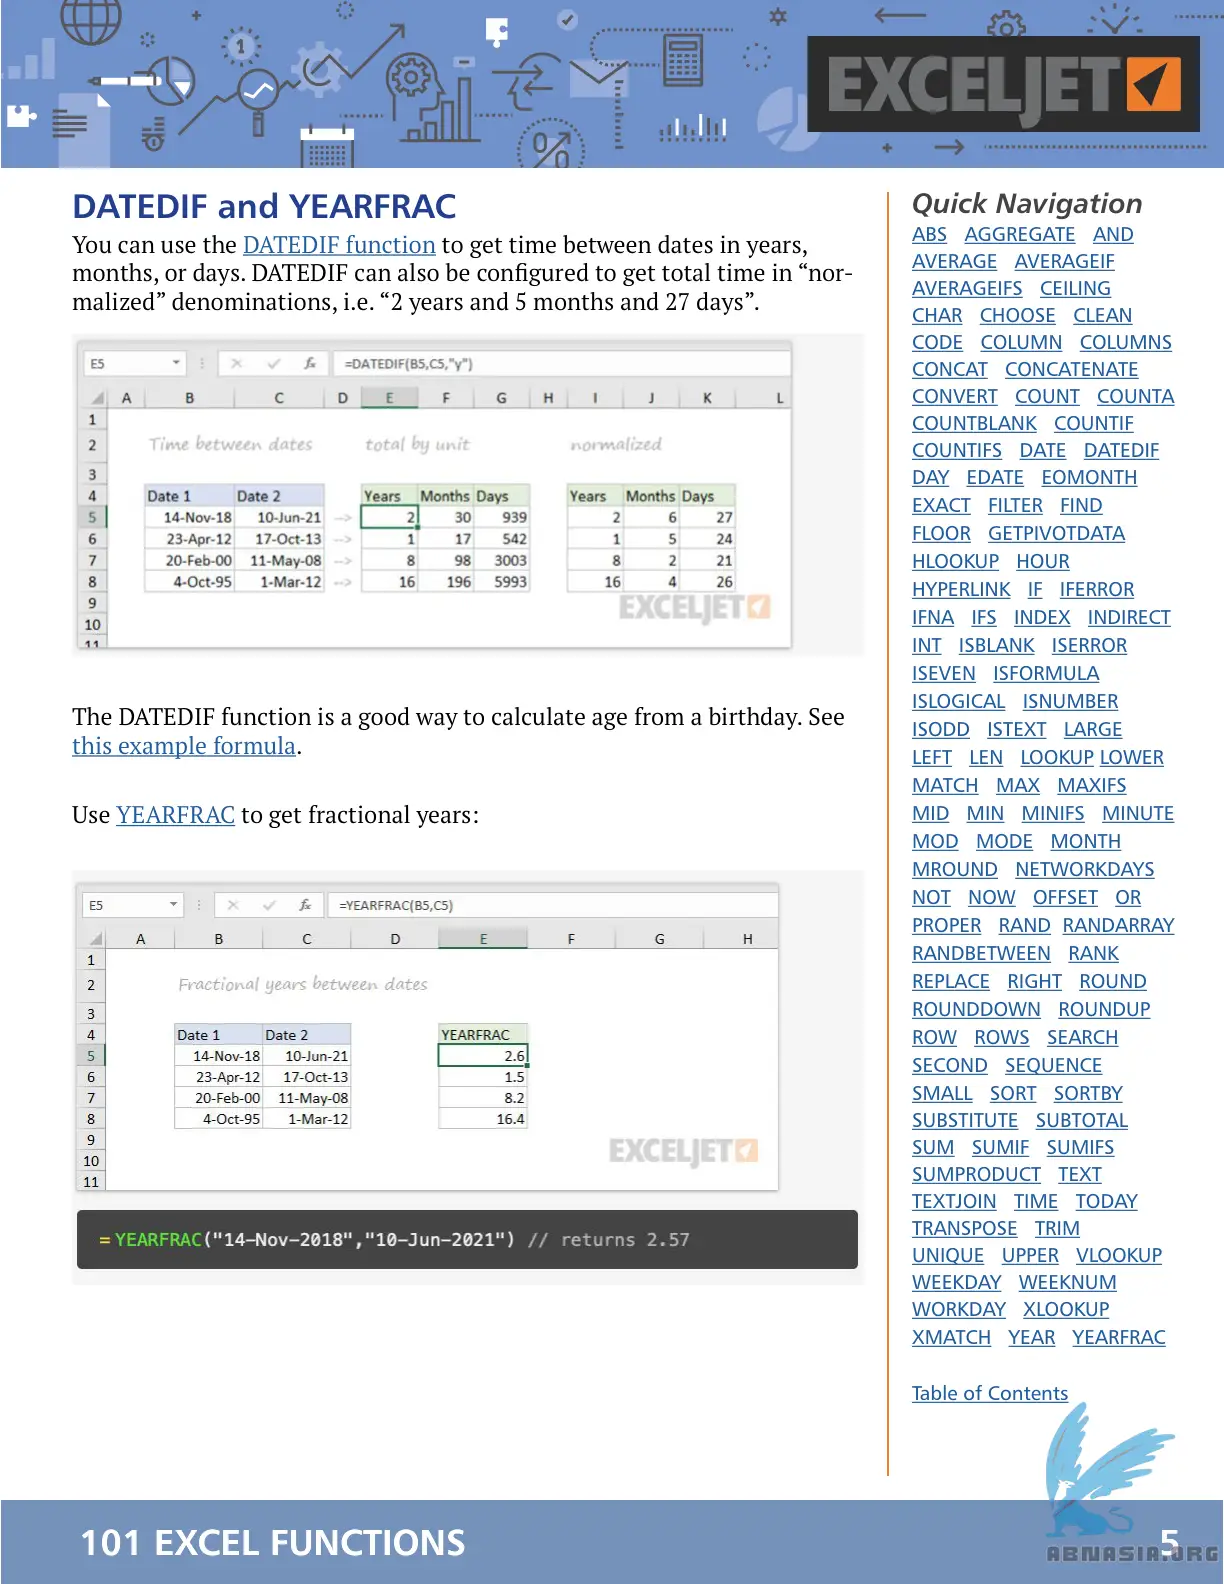 1
%
EXCELJET
DATEDIF and YEARFRAC
You can use the DATEDIF function to get time between dates in years,
months, or days. DATEDIF can also be configured to get total time in “nor-
malized” denominations, i.e. “2 years and 5 months and 27 days”.
E5 fx =DATEDIF(B5,C5,"y")
A B C D E F G H I J K L
1
2 Time between dates total by unit normalized
3
4 Date 1 Date 2 Years Months Days Years Months Days
5 14-Nov-18 10-Jun-21 --> 2 30 939 2 6 27
6 23-Apr-12 17-Oct-13 --> 1 17 542 1 5 24
7 20-Feb-00 11-May-08 --> 8 98 3003 8 2 21
8 4-Oct-95 1-Mar-12 --> 16 196 5993 16 4 26
9
EXCELJET
10
11
The DATEDIF function is a good way to calculate age from a birthday. See
this example formula.
Use YEARFRAC to get fractional years:
E5 fx =YEARFRAC(B5,C5)
A B C D E F G H
1
2 Fractional years between dates
3
4 Date 1 Date 2 YEARFRAC
5 14-Nov-18 10-Jun-21 2.6
6 23-Apr-12 17-Oct-13 1.5
7 20-Feb-00 11-May-08 8.2
8 4-Oct-95 1-Mar-12 16.4
9
EXCELJET
10
11
=YEARFRAC("14-Nov-2018","10-Jun-2021") // returns 2.57
Quick Navigation
ABS AGGREGATE AND
AVERAGE AVERAGEIF
AVERAGEIFS CEILING
CHAR CHOOSE CLEAN
CODE COLUMN COLUMNS
CONCAT CONCATENATE
CONVERT COUNT COUNTA
COUNTBLANK COUNTIF
COUNTIFS DATE DATEDIF
DAY EDATE EOMONTH
EXACT FILTER FIND
FLOOR GETPIVOTDATA
HLOOKUP HOUR
HYPERLINK IF IFERROR
IFNA IFS INDEX INDIRECT
INT ISBLANK ISERROR
ISEVEN ISFORMULA
ISLOGICAL ISNUMBER
ISODD ISTEXT LARGE
LEFT LEN LOOKUP LOWER
MATCH MAX MAXIFS
MID MIN MINIFS MINUTE
MOD MODE MONTH
MROUND NETWORKDAYS
NOT NOW OFFSET OR
PROPER RAND RANDARRAY
RANDBETWEEN RANK
REPLACE RIGHT ROUND
ROUNDDOWN ROUNDUP
ROW ROWS SEARCH
SECOND SEQUENCE
SMALL SORT SORTBY
SUBSTITUTE SUBTOTAL
SUM SUMIF SUMIFS
SUMPRODUCT TEXT
TEXTJOIN TIME TODAY
TRANSPOSE TRIM
UNIQUE UPPER VLOOKUP
WEEKDAY WEEKNUM
WORKDAY XLOOKUP
XMATCH YEAR YEARFRAC
Table of Contents
101 EXCEL FUNCTIONS 5
ABNASIA.ORG